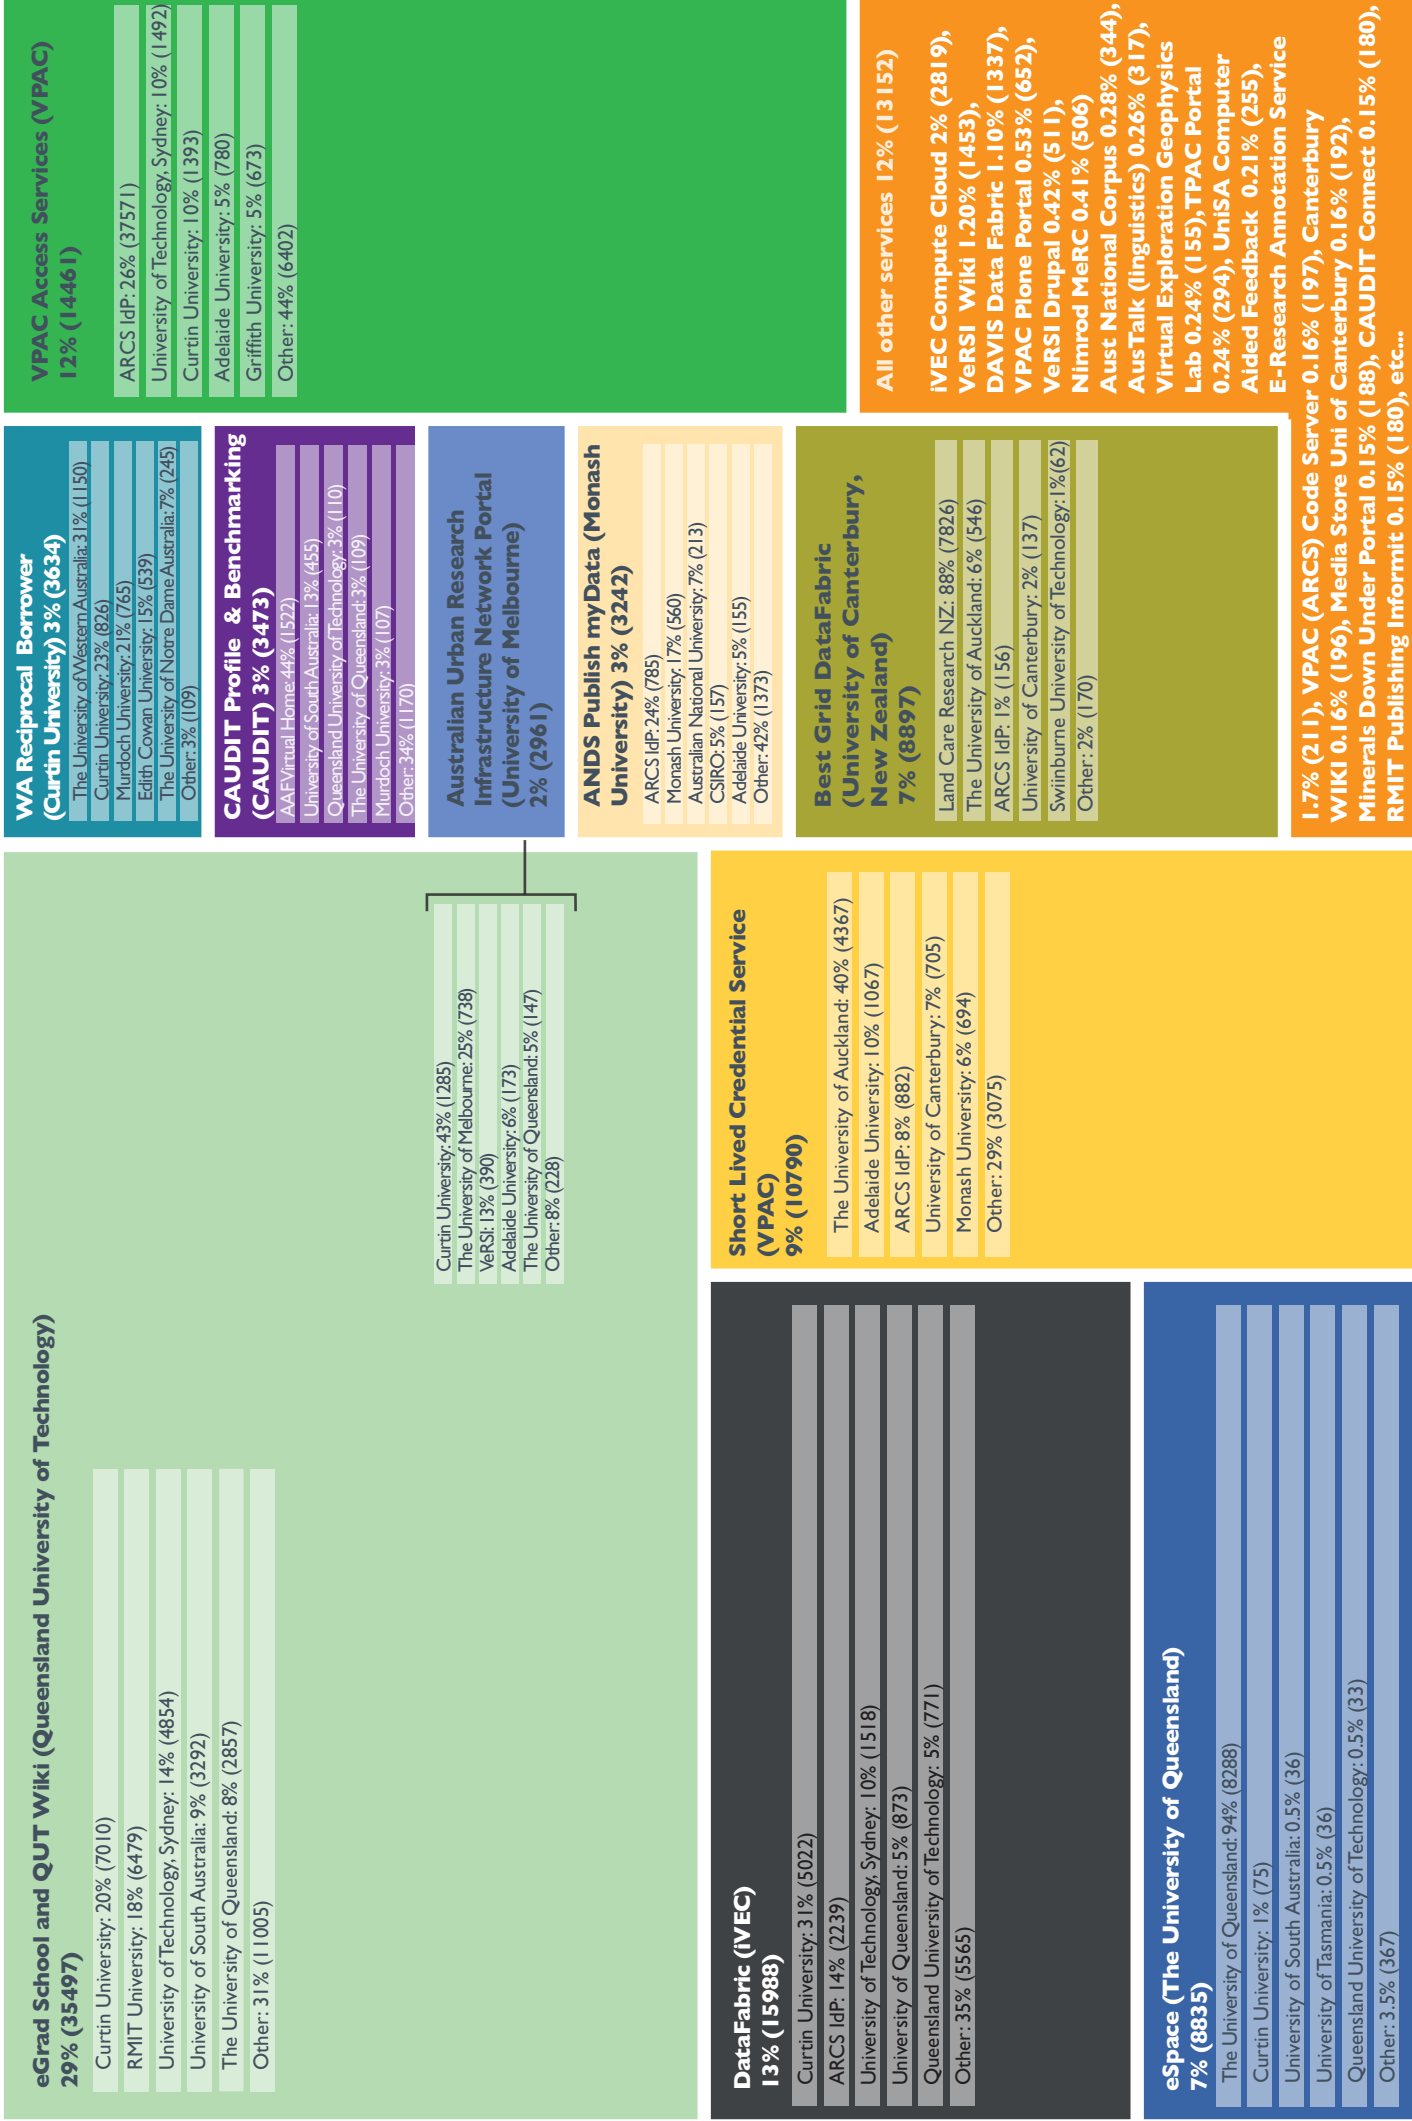 eGrad School and QUT Wiki (Queensland University of Technology)
29% (35497)
Curtin University: 20% (7010)
RMIT University: 18% (6479)
University of Technology, Sydney: 14% (4854)
University of South Australia: 9% (3292)
The University of Queensland: 8% (2857)
Other: 31% (11005)
DataFabric (iVEC)
13% (15988)
Curtin University: 31% (5022)
ARCS IdP: 14% (2239)
University of Technology, Sydney: 10% (1518)
University of Queensland: 5% (873)
Queensland University of Technology: 5% (771)
Other: 35% (5565)
eSpace (The University of Queensland)
7% (8835)
The University of Queensland: 94% (8288)
Curtin University: 1% (75)
University of South Australia: 0.5% (36)
University of Tasmania: 0.5% (36)
Queensland University of Technology: 0.5% (33)
Other: 3.5% (367)
Short Lived Credential Service
(VPAC)
9% (10790)
The University of Auckland: 40% (4367)
Adelaide University: 10% (1067)
ARCS IdP: 8% (882)
University of Canterbury: 7% (705)
Monash University: 6% (694)
Other: 29% (3075)
WA Reciprocal Borrower
(Curtin University) 3% (3634)
The University of Western Australia: 31% (1150)
Curtin University: 23% (826)
Murdoch University: 21% (765)
Edith Cowan University: 15% (539)
The University of Notre Dame Australia: 7% (245)
Other: 3% (109)
CAUDIT Profile & Benchmarking
(CAUDIT) 3% (3473)
AAF Virtual Home: 44% (1522)
University of South Australia: 13% (455)
Queensland University of Technology: 3% (110)
The University of Queensland: 3% (109)
Murdoch University: 3% (107)
Other: 34% (1170)
Australian Urban Research
Infrastructure Network Portal
(University of Melbourne)
2% (2961)
Curtin University: 43% (1285)
The University of Melbourne: 25% (738)
VeRSI: 13% (390)
Adelaide University: 6% (173)
The University of Queensland: 5% (147)
Other: 8% (228)
ANDS Publish myData (Monash
University) 3% (3242)
ARCS IdP: 24% (785)
Monash University: 17% (560)
Australian National University: 7% (213)
CSIRO: 5% (157)
Adelaide University: 5% (155)
Other: 42% (1373)
Best Grid DataFabric
(University of Canterbury,
New Zealand)
7% (8897)
Land Care Research NZ: 88% (7826)
The University of Auckland: 6% (546)
ARCS IdP: 1% (156)
University of Canterbury: 2% (137)
Swiinburne University of Technology: 1%(62)
Other: : 2% (170)
VPAC Access Services (VPAC)
12% (14461)
ARCS IdP: 26% (37571)
University of Technology, Sydney: 10% (1492)
Curtin University: 10% (1393)
Adelaide University: 5% (780)
Griffith University: 5% (673)
Other: 44% (6402)
All other services 12% (13152)
iVEC Compute Cloud 2% (2819),
VeRSI Wiki 1.20% (1453),
DAVIS Data Fabric 1.10% (1337),
VPAC Plone Portal 0.53% (652),
VeRSI Drupal 0.42% (511),
Nimrod MeRC 0.41% (506)
Aust National Corpus 0.28% (344),
AusTalk (linguistics) 0.26% (317),
Virtual Exploration Geophysics
Lab 0.24% (155),TPAC Portal
0.24% (294), UniSA Computer
Aided Feedback 0.21% (255),
E-Research Annotation Service
1.7% (211), VPAC (ARCS) Code Server 0.16% (197), Canterbury
WIKI 0.16% (196), Media Store Uni of Canterbury 0.16% (192),
Minerals Down Under Portal 0.15% (188), CAUDIT Connect 0.15% (180),
RMIT Publishing Informit 0.15% (180), etc...